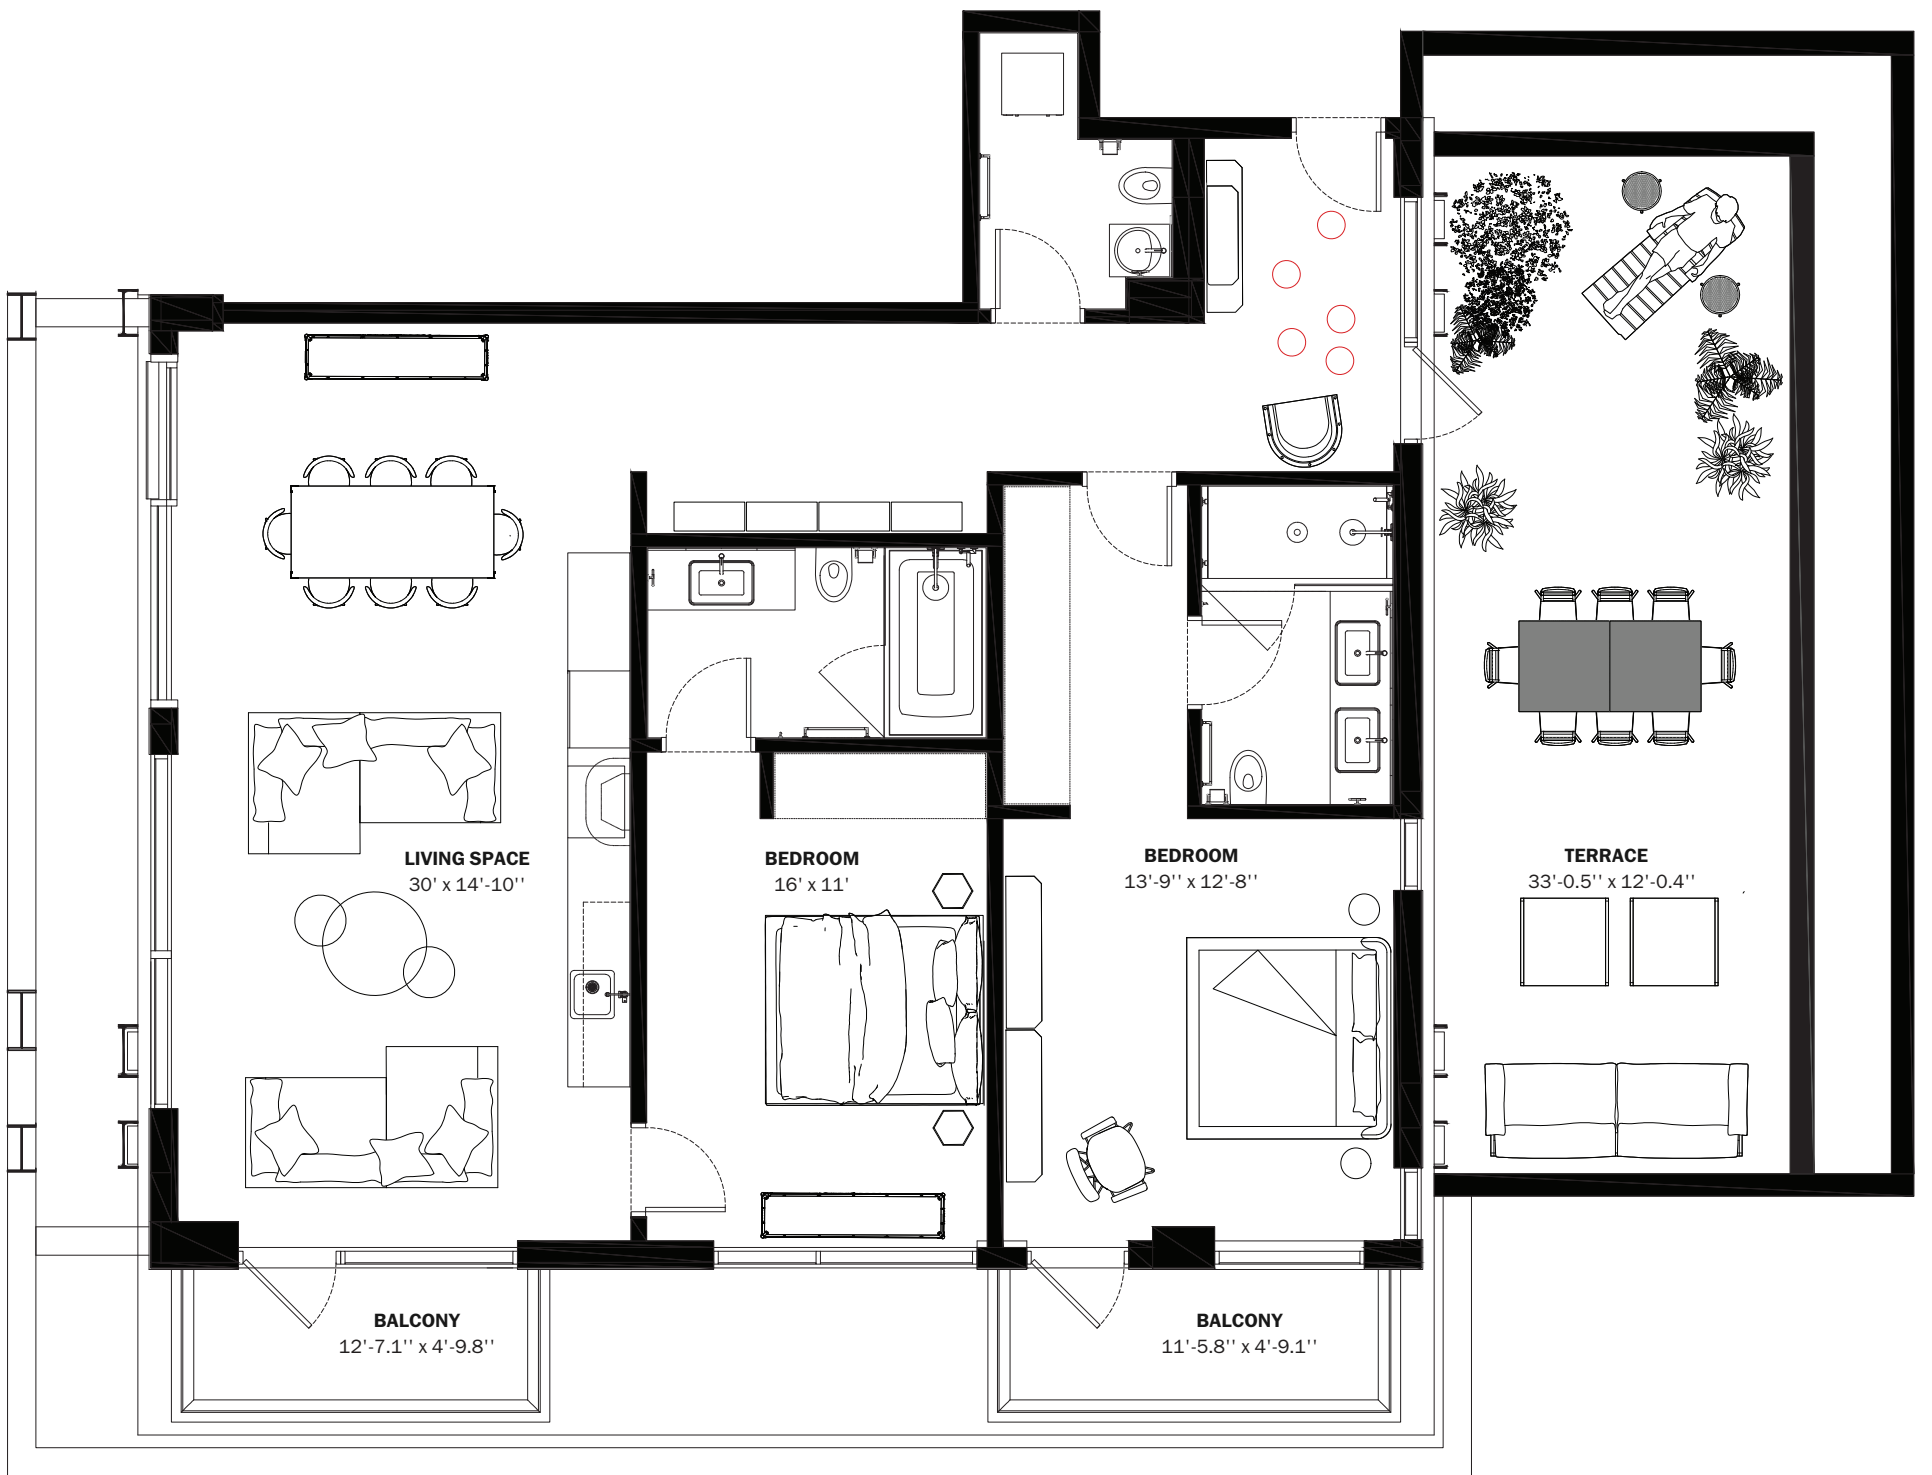 LIVING SPACE
30' x 14'-10''
BEDROOM
16' x 11'
BEDROOM
13'-9'' x 12'-8''
TERRACE
33'-0.5'' x 12'-0.4''
BALCONY
12'-7.1'' x 4'-9.8''
BALCONY
11'-5.8'' x 4'-9.1''